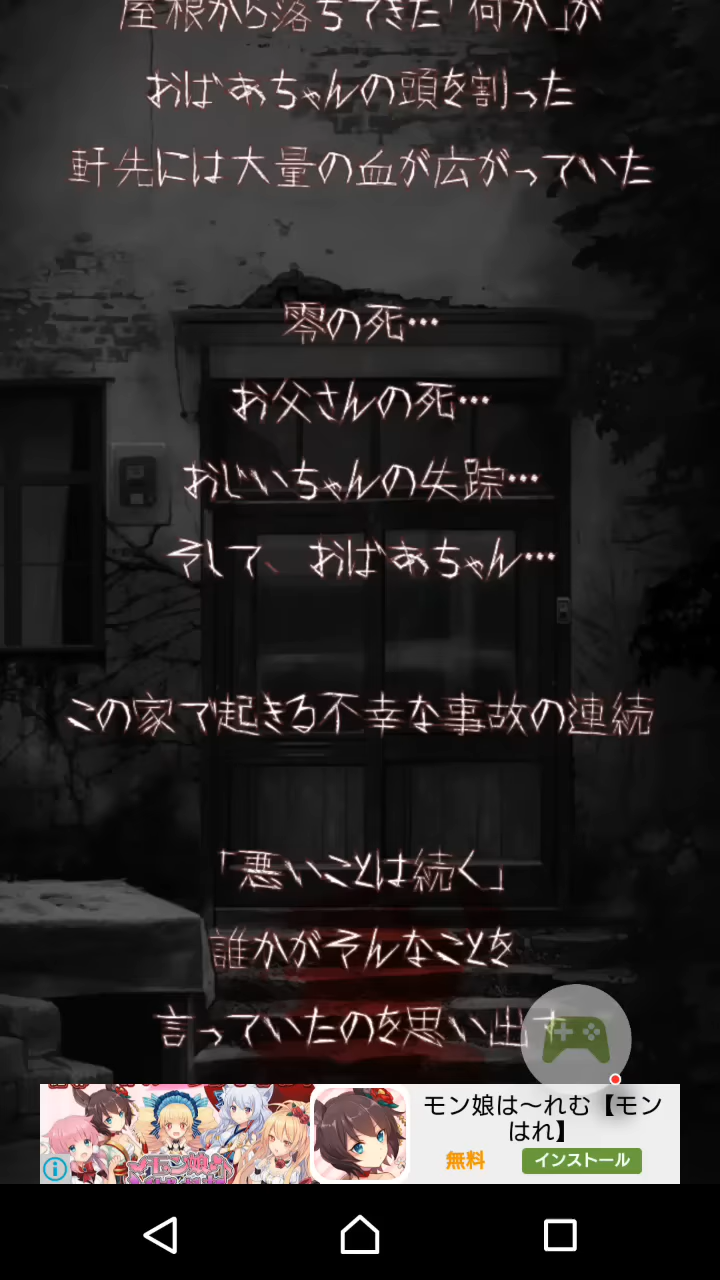 屋根から落ちてきた「何か」が
おばあちゃんの頭を割った
軒先には大量の血が広がっていた
零の死…
お父さんの死…
おじいちゃんの失踪…
そして、おばあちゃん…
この家で起きる不幸な事故の連続
「悪いことは続く」
誰かがそんなことを
言っていたのを思い出す
モン娘は～れむ【モン
はれ】
無料
インストール